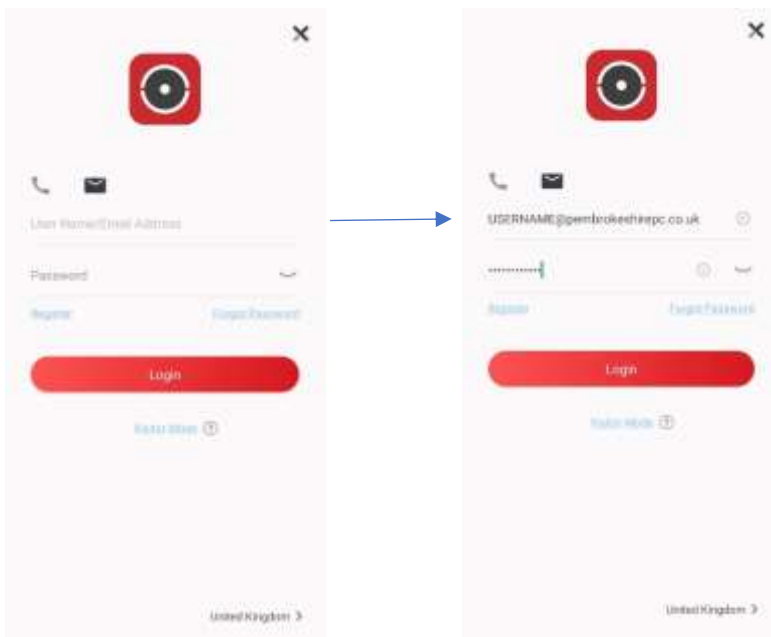 User Name/Email Address
Password
Register Forgot Password
Login
Visitor Mode
United Kingdom
USERNAME@pembrokeshirepc.co.uk
Register Forgot Password
Login
Visitor Mode
United Kingdom